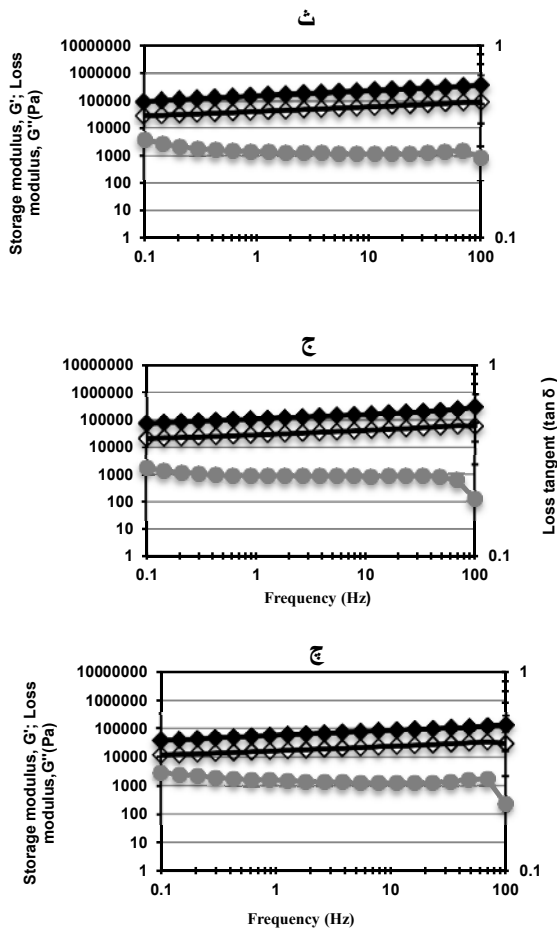 ث
Storage modulus, G'; Loss
modulus, G''(Pa)
10000000
1000000
100000
10000
1000
100
10
1
1
0.1
0.1 1 10 100
ج
10000000
1000000
100000
10000
1000
100
10
1
1
0.1
Loss tangent (tan δ )
0.1 1 10 100
Frequency (Hz)
چ
Storage modulus, G'; Loss
modulus,G''(Pa)
10000000
1000000
100000
10000
1000
100
10
1
1
0.1
0.1 1 10 100
Frequency (Hz)